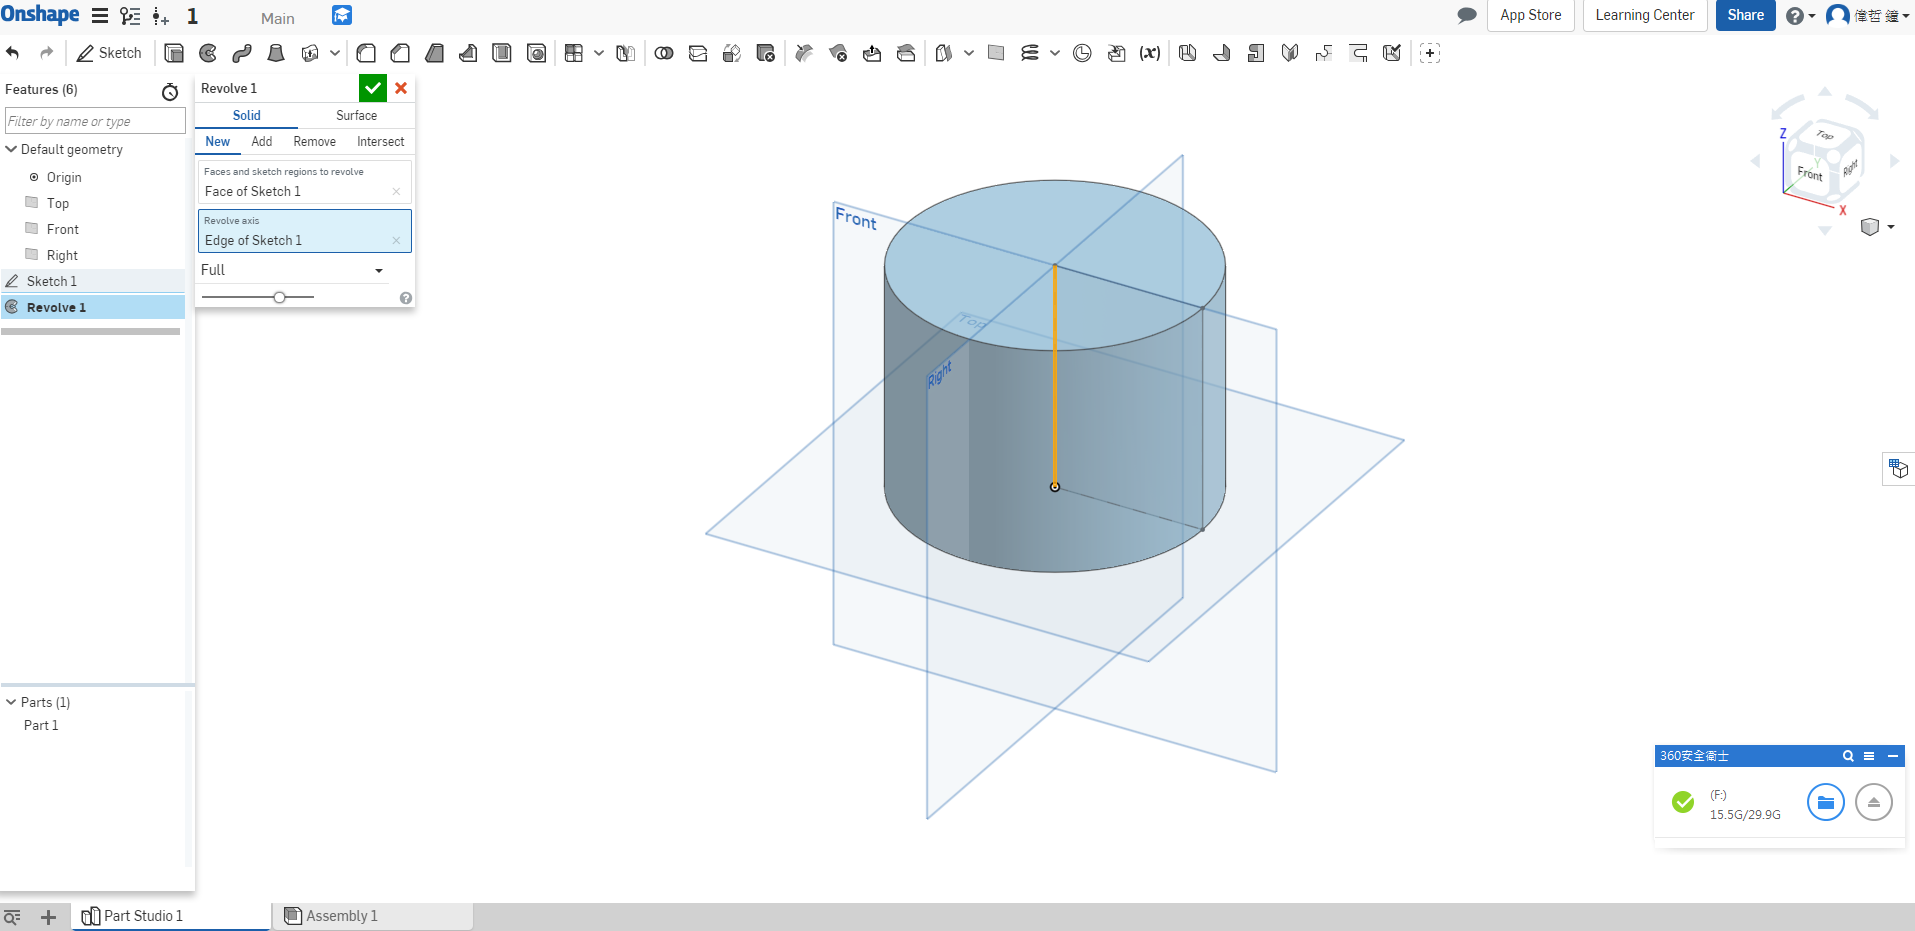 Onshape
1
Main
App Store
Learning Center
Share
偉哲 鐘
Sketch
(x)
Features (6)
Filter by name or type
Default geometry
Origin
Top
Front
Right
Sketch 1
Revolve 1
Revolve 1
Solid
Surface
New
Add
Remove
Intersect
Faces and sketch regions to revolve
Face of Sketch 1
Revolve axis
Edge of Sketch 1
Full
Front
Top
Right
Z
Top
Y
Front
Right
X
Parts (1)
Part 1
360安全衛士
(F:)
15.5G/29.9G
Part Studio 1
Assembly 1